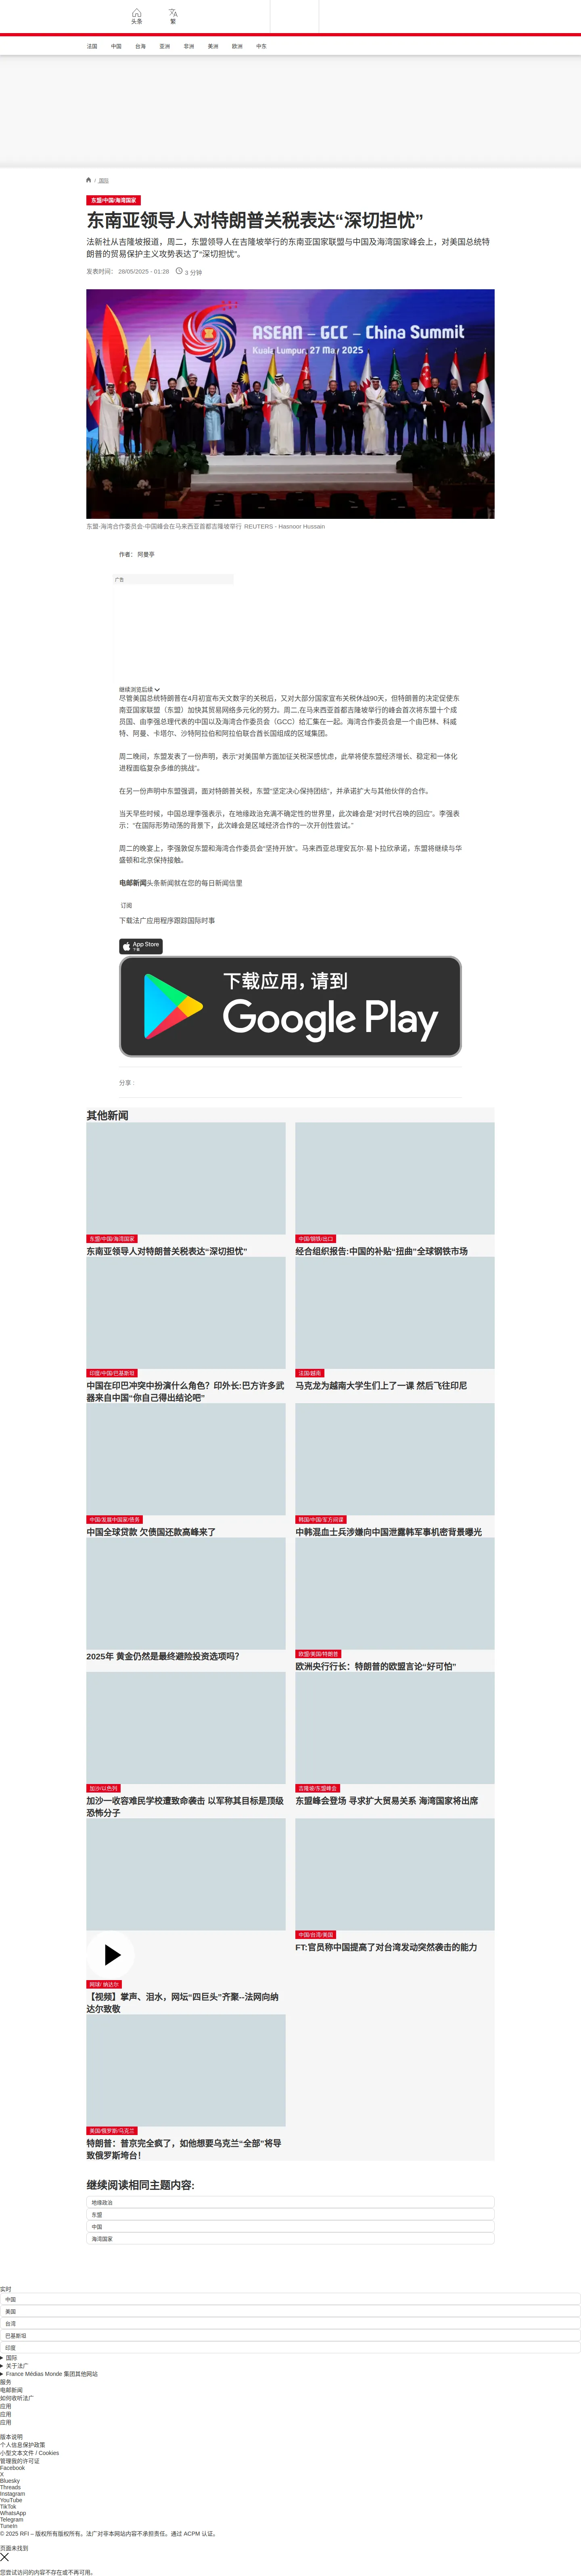 头条
繁
法国
中国
台海
亚洲
非洲
美洲
欧洲
中东
/ 国际
东盟/中国/海湾国家
东南亚领导人对特朗普关税表达“深切担忧”
法新社从吉隆坡报道，周二，东盟领导人在吉隆坡举行的东南亚国家联盟与中国及海湾国家峰会上，对美国总统特
朗普的贸易保护主义攻势表达了“深切担忧”。
发表时间： 28/05/2025 - 01:28
3 分钟
ASEAN - GCC - China Summit
Kuala Lumpur, 27 May 2025
东盟-海湾合作委员会-中国峰会在马来西亚首都吉隆坡举行 REUTERS - Hasnoor Hussain
作者： 阿曼亭
广告
继续浏览后续
尽管美国总统特朗普在4月初宣布天文数字的关税后，又对大部分国家宣布关税休战90天，但特朗普的决定促使东
南亚国家联盟（东盟）加快其贸易网络多元化的努力。周二,在马来西亚首都吉隆坡举行的峰会首次将东盟十个成
员国、由李强总理代表的中国以及海湾合作委员会（GCC）给汇集在一起。海湾合作委员会是一个由巴林、科威
特、阿曼、卡塔尔、沙特阿拉伯和阿拉伯联合酋长国组成的区域集团。
周二晚间，东盟发表了一份声明，表示“对美国单方面加征关税深感忧虑，此举将使东盟经济增长、稳定和一体化
进程面临复杂多维的挑战”。
在另一份声明中东盟强调，面对特朗普关税，东盟“坚定决心保持团结”，并承诺扩大与其他伙伴的合作。
当天早些时候，中国总理李强表示，在地缘政治充满不确定性的世界里，此次峰会是“对时代召唤的回应”。李强表
示：“在国际形势动荡的背景下，此次峰会是区域经济合作的一次开创性尝试。”
周二的晚宴上，李强敦促东盟和海湾合作委员会“坚持开放”。马来西亚总理安瓦尔·易卜拉欣承诺，东盟将继续与华
盛顿和北京保持接触。
电邮新闻头条新闻就在您的每日新闻信里
订阅
下载法广应用程序跟踪国际时事
App Store
下载
下载应用，请到
Google Play
分享 :
其他新闻
东盟/中国/海湾国家
东南亚领导人对特朗普关税表达“深切担忧”
中国/钢铁/出口
经合组织报告:中国的补贴“扭曲”全球钢铁市场
印度/中国/巴基斯坦
中国在印巴冲突中扮演什么角色？印外长:巴方许多武
器来自中国“你自己得出结论吧”
法国/越南
马克龙为越南大学生们上了一课 然后飞往印尼
中国/发展中国家/债务
中国全球贷款 欠债国还款高峰来了
韩国/中国/军方间谍
中韩混血士兵涉嫌向中国泄露韩军事机密背景曝光
2025年 黄金仍然是最终避险投资选项吗？
欧盟/美国/特朗普
欧洲央行行长：特朗普的欧盟言论“好可怕”
加沙/以色列
加沙一收容难民学校遭致命袭击 以军称其目标是顶级
恐怖分子
吉隆坡/东盟峰会
东盟峰会登场 寻求扩大贸易关系 海湾国家将出席
网球/ 纳达尔
【视频】掌声、泪水，网坛“四巨头”齐聚--法网向纳
达尔致敬
中国/台湾/美国
FT:官员称中国提高了对台湾发动突然袭击的能力
美国/俄罗斯/乌克兰
特朗普：普京完全疯了，如他想要乌克兰“全部”将导
致俄罗斯垮台！
继续阅读相同主题内容:
地缘政治
东盟
中国
海湾国家
实时
中国
美国
台湾
巴基斯坦
印度
国际
关于法广
France Médias Monde 集团其他网站
服务
电邮新闻
如何收听法广
应用
应用
应用
版本说明
个人信息保护政策
小型文本文件 / Cookies
管理我的许可证
Facebook
X
Bluesky
Threads
Instagram
YouTube
TikTok
WhatsApp
Telegram
TuneIn
© 2025 RFI – 版权所有版权所有。法广对非本网站内容不承担责任。通过 ACPM 认证。
页面未找到
您尝试访问的内容不存在或不再可用。